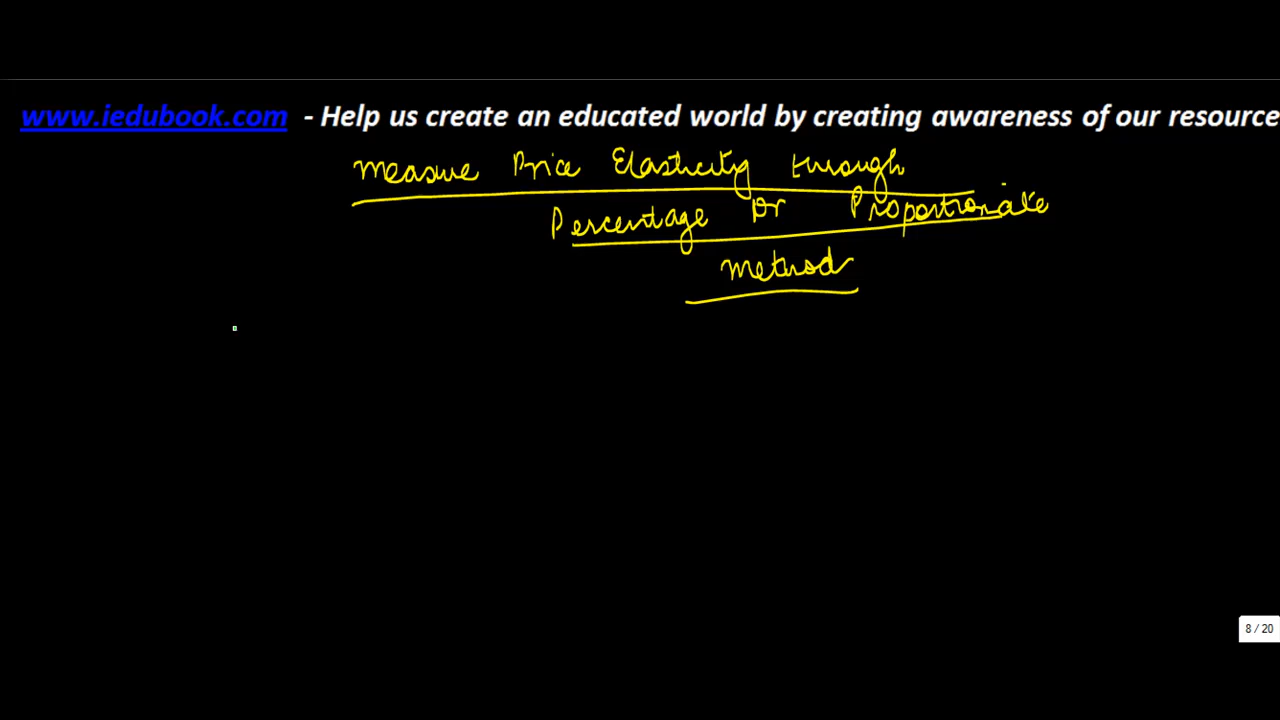 www.iedubook.com - Help us create an educated world by creating awareness of our resource
Measure Price Elasticity through
Percentage Or Proportionate
Method
8 / 20